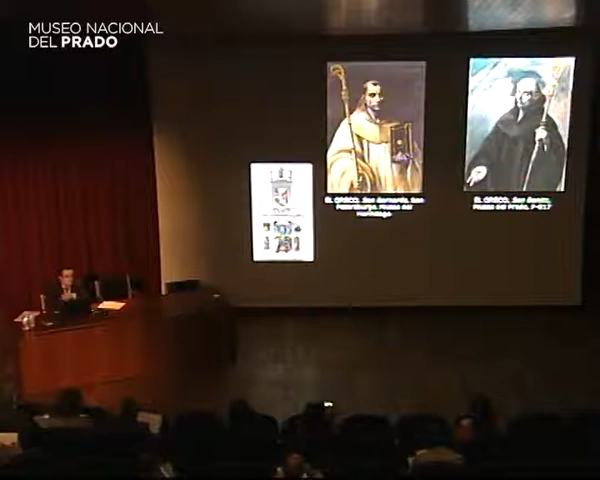 MUSEO NACIONAL
DEL PRADO
EL GRECO, San Bernardo, San
Petersburgo, Museo del
Hermitage
EL GRECO, San Benito,
Museo del Prado, P-817